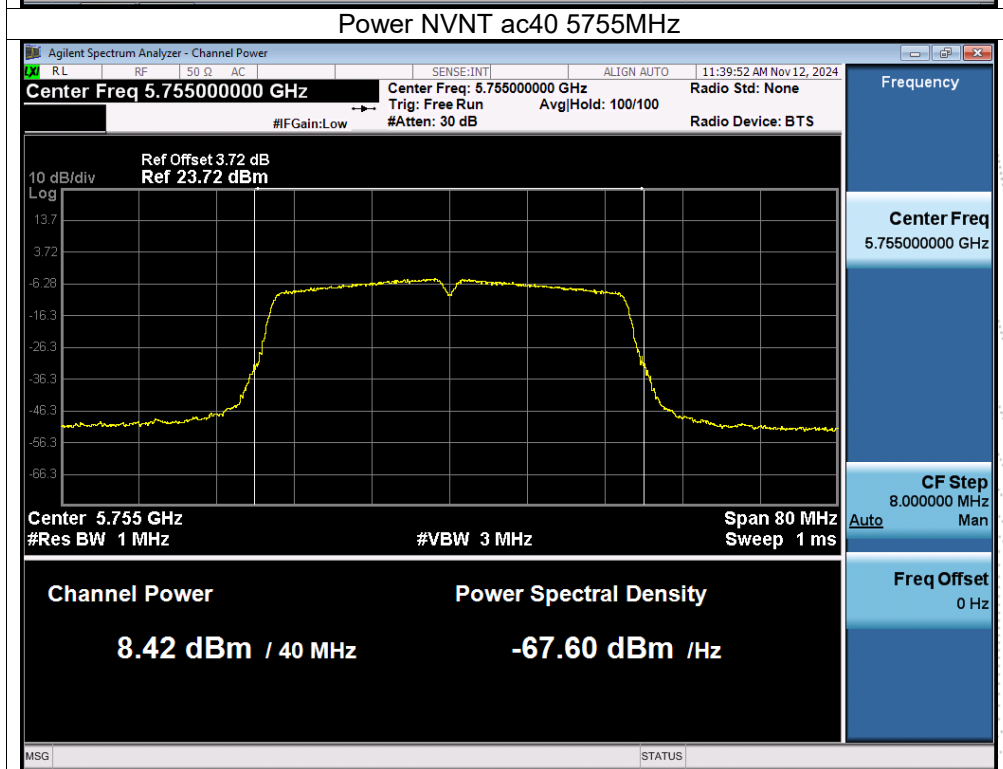 Power NVNT ac40 5755MHz
Agilent Spectrum Analyzer - Channel Power
LXI RL RF 50 Ω AC SENSE:INT ALIGN AUTO 11:39:52 AM Nov 12, 2024
Center Freq 5.755000000 GHz
Center Freq: 5.755000000 GHz Radio Std: None
Trig: Free Run Avg|Hold: 100/100
#IFGain:Low #Atten: 30 dB Radio Device: BTS
Ref Offset 3.72 dB
10 dB/div Ref 23.72 dBm
Log
13.7
3.72
-6.28
-16.3
-26.3
-36.3
-46.3
-56.3
-66.3
Center 5.755 GHz Span 80 MHz
#Res BW 1 MHz #VBW 3 MHz Sweep 1 ms
Channel Power Power Spectral Density
8.42 dBm / 40 MHz -67.60 dBm /Hz
Frequency
Center Freq
5.755000000 GHz
CF Step
8.000000 MHz
Auto Man
Freq Offset
0 Hz
MSG STATUS